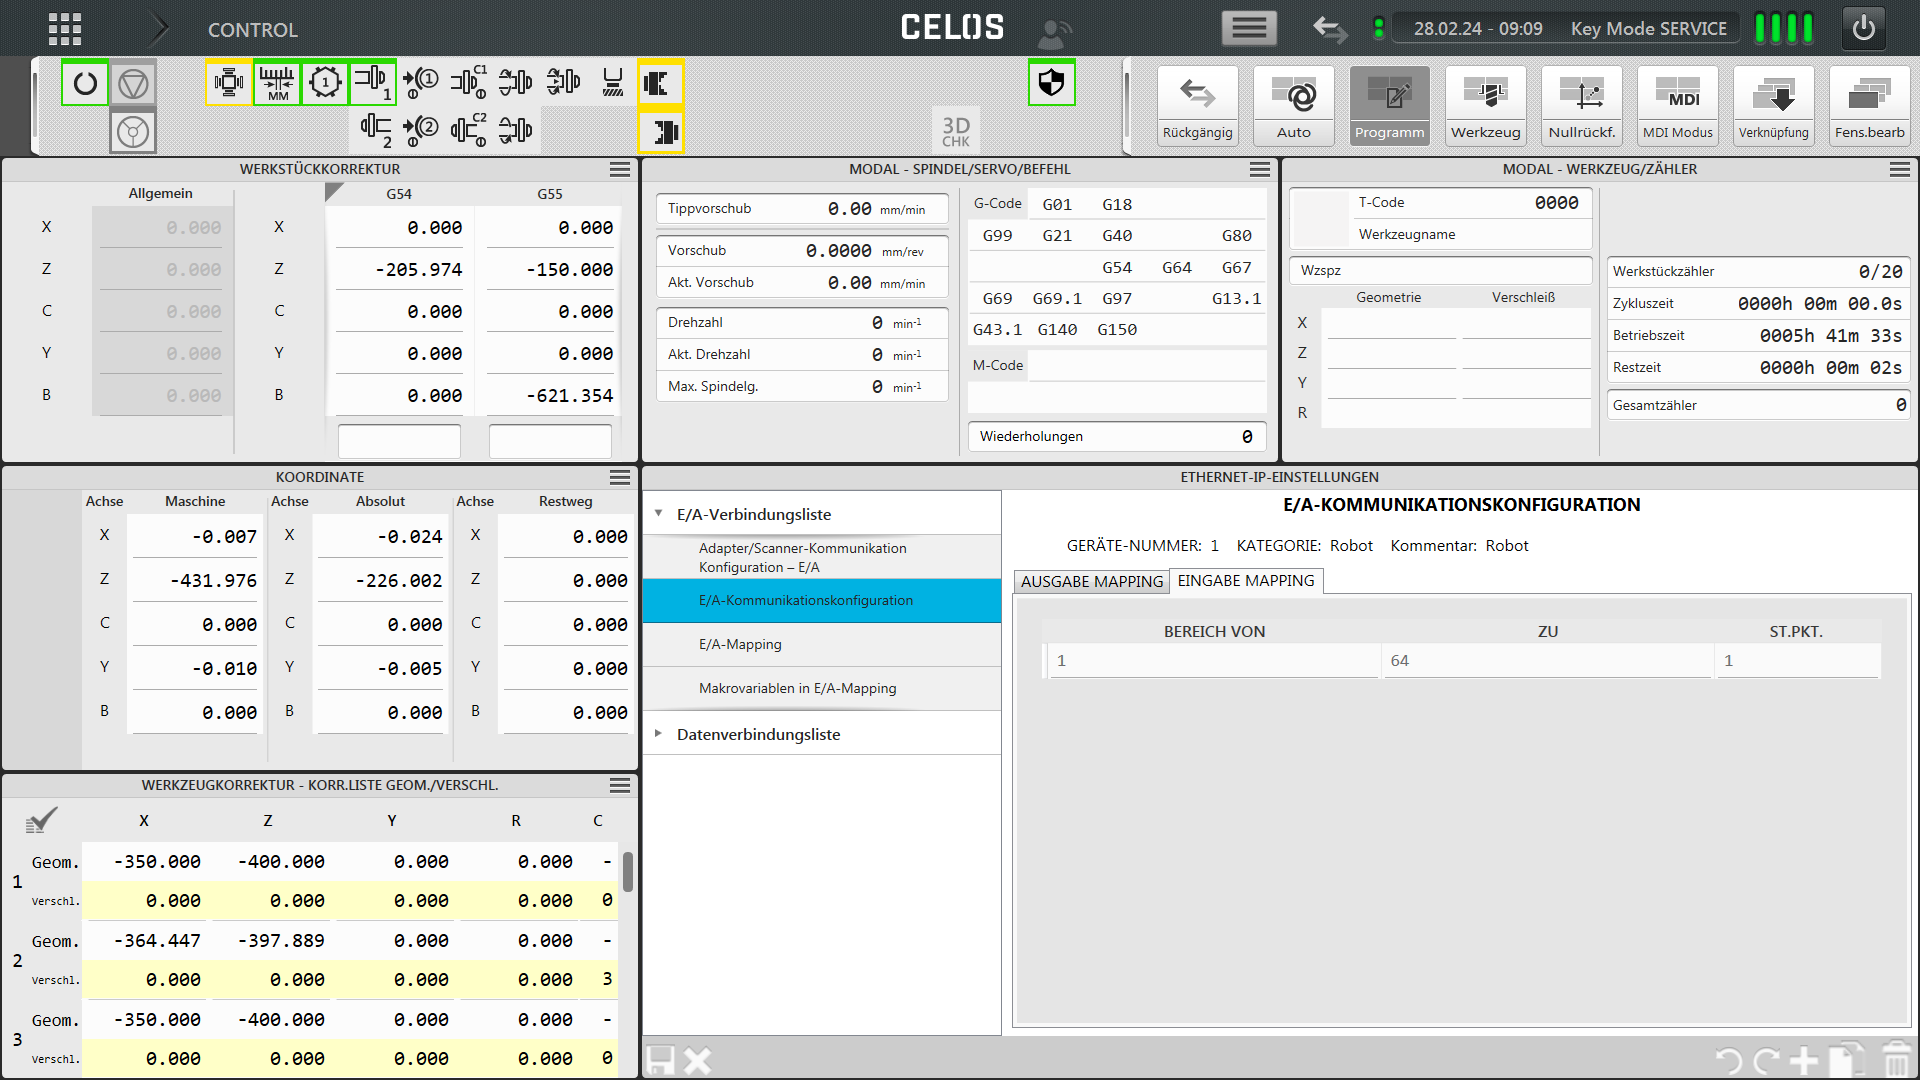 CONTROL
CELOS
28.02.24 - 09:09 Key Mode SERVICE
MM
1
1
1
C1
2
2
C2
3D
CHK
Rückgängig
Auto
Programm
Werkzeug
Nullrückf.
MDI
MDI Modus
Verknüpfung
Fens.bearb
WERKSTÜCKKORREKTUR
Allgemein G54 G55
X 0.000 X 0.000 0.000
Z 0.000 Z -205.974 -150.000
C 0.000 C 0.000 0.000
Y 0.000 Y 0.000 0.000
B 0.000 B 0.000 -621.354
MODAL - SPINDEL/SERVO/BEFEHL
Tippvorschub 0.00 mm/min
Vorschub 0.0000 mm/rev
Akt. Vorschub 0.00 mm/min
Drehzahl 0 min-1
Akt. Drehzahl 0 min-1
Max. Spindelg. 0 min-1
G-Code G01 G18
G99 G21 G40 G80
G54 G64 G67
G69 G69.1 G97 G13.1
G43.1 G140 G150
M-Code
Wiederholungen 0
MODAL - WERKZEUG/ZÄHLER
T-Code 0000
Werkzeugname
Wzspz
Geometrie Verschleiß
X
Z
Y
R
Werkstückzähler 0/20
Zykluszeit 0000h 00m 00.0s
Betriebszeit 0005h 41m 33s
Restzeit 0000h 00m 02s
Gesamtzähler 0
KOORDINATE
Achse Maschine Achse Absolut Achse Restweg
X -0.007 X -0.024 X 0.000
Z -431.976 Z -226.002 Z 0.000
C 0.000 C 0.000 C 0.000
Y -0.010 Y -0.005 Y 0.000
B 0.000 B 0.000 B 0.000
WERKZEUGKORREKTUR - KORR.LISTE GEOM./VERSCHL.
X Z Y R C
1
Geom. -350.000 -400.000 0.000 0.000 -
Verschl. 0.000 0.000 0.000 0.000 0
2
Geom. -364.447 -397.889 0.000 0.000 -
Verschl. 0.000 0.000 0.000 0.000 3
3
Geom. -350.000 -400.000 0.000 0.000 -
Verschl. 0.000 0.000 0.000 0.000 0
ETHERNET-IP-EINSTELLUNGEN
E/A-Verbindungsliste
Adapter/Scanner-Kommunikation
Konfiguration – E/A
E/A-Kommunikationskonfiguration
E/A-Mapping
Makrovariablen in E/A-Mapping
Datenverbindungsliste
E/A-KOMMUNIKATIONSKONFIGURATION
GERÄTE-NUMMER: 1 KATEGORIE: Robot Kommentar: Robot
AUSGABE MAPPING EINGABE MAPPING
BEREICH VON ZU ST.PKT.
1 64 1